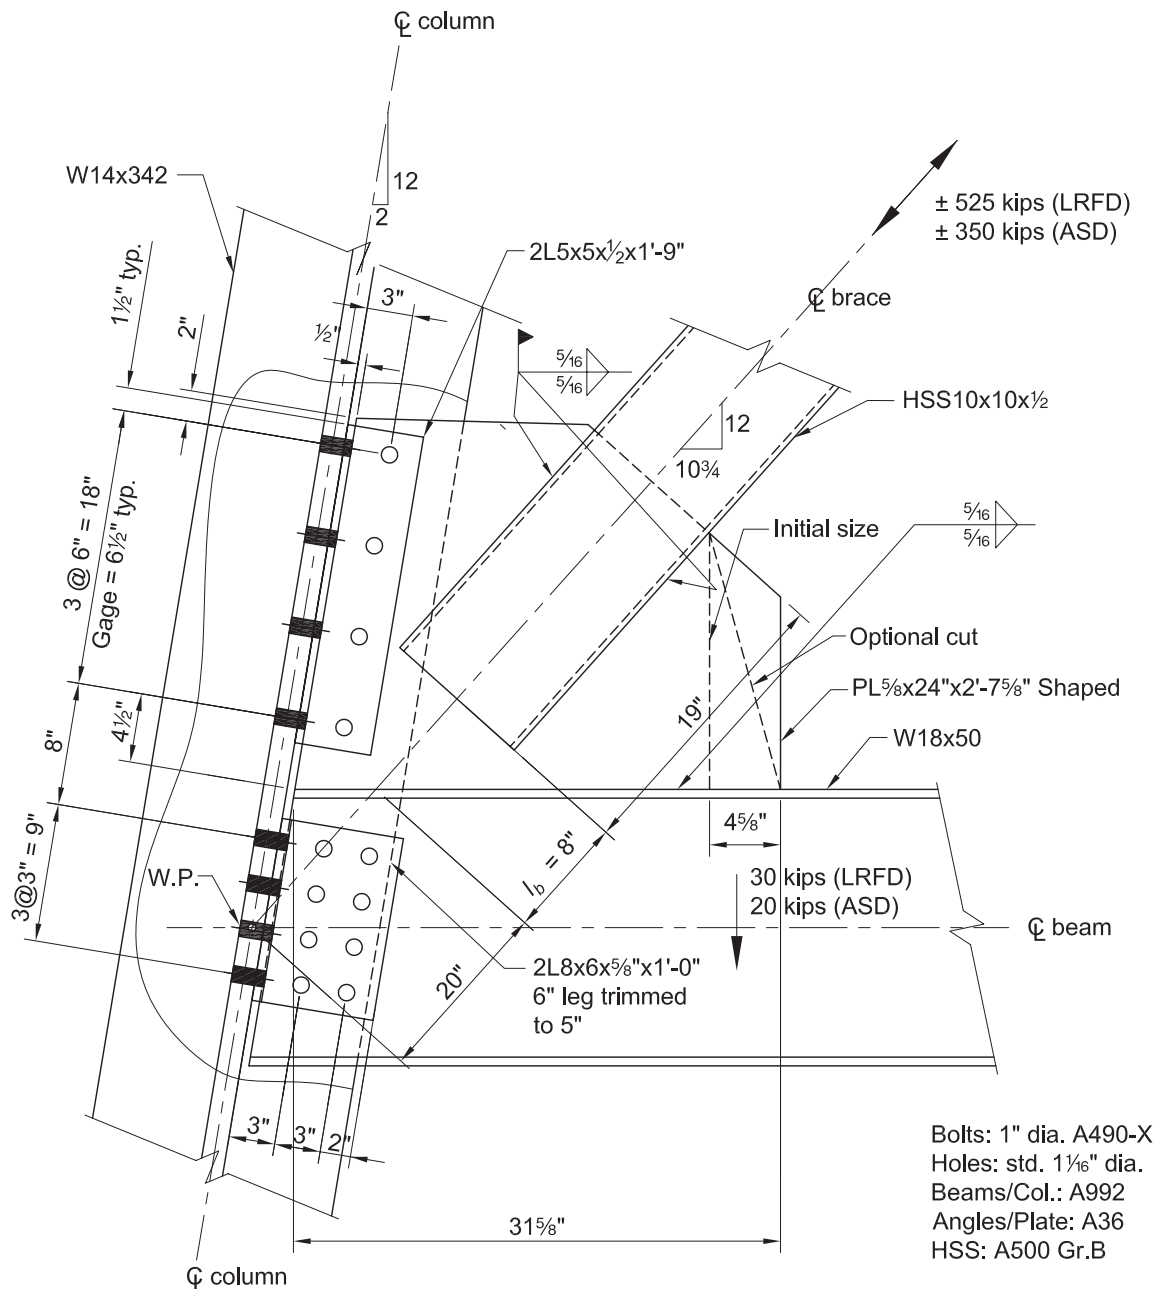 ℄ column
12
2
W14x342
± 525 kips (LRFD)
± 350 kips (ASD)
2L5x5x½x1'-9"
1½" typ.
2"
3"
½"
℄ brace
5⁄16
5⁄16
HSS10x10x½
12
10¾
3 @ 6" = 18"
Gage = 6½" typ.
5⁄16
5⁄16
Initial size
Optional cut
PL⅝x24"x2'-7⅝" Shaped
19"
W18x50
8"
4½"
4⅝"
3@3" = 9"
W.P.
l_b = 8"
30 kips (LRFD)
20 kips (ASD)
℄ beam
2L8x6x⅝"x1'-0"
6" leg trimmed
to 5"
20"
3"
3"
2"
31⅝"
Bolts: 1" dia. A490-X
Holes: std. 1 1⁄16" dia.
Beams/Col.: A992
Angles/Plate: A36
HSS: A500 Gr.B
℄ column